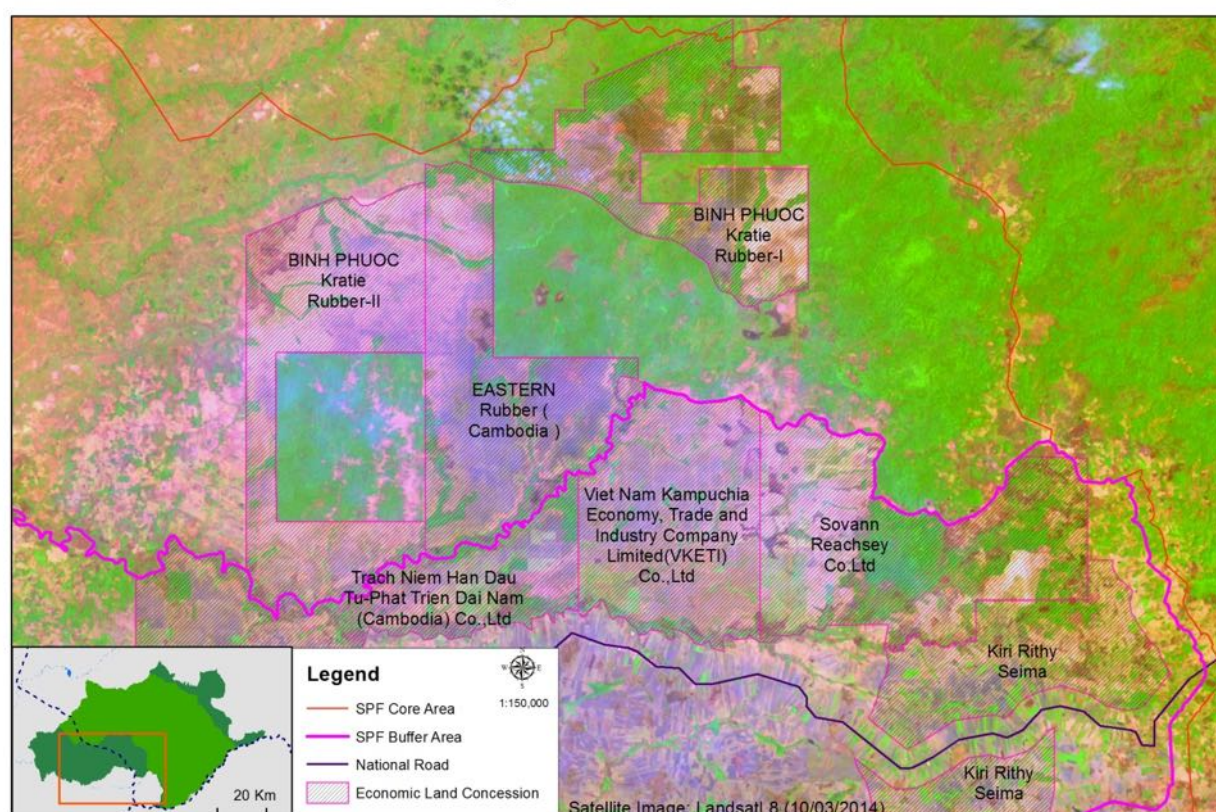 BINH PHUOC
Kratie
Rubber-I
BINH PHUOC
Kratie
Rubber-II
EASTERN
Rubber (
Cambodia )
Viet Nam Kampuchia
Economy, Trade and
Industry Company
Limited(VKETI)
Co.,Ltd
Sovann
Reachsey
Co.Ltd
Trach Niem Han Dau
Tu-Phat Trien Dai Nam
(Cambodia) Co.,Ltd
Kiri Rithy
Seima
Kiri Rithy
Seima
Legend
N
W
E
S
1:150,000
SPF Core Area
SPF Buffer Area
National Road
Economic Land Concession
20 Km
Satellite Image: Landsatl 8 (10/03/2014)